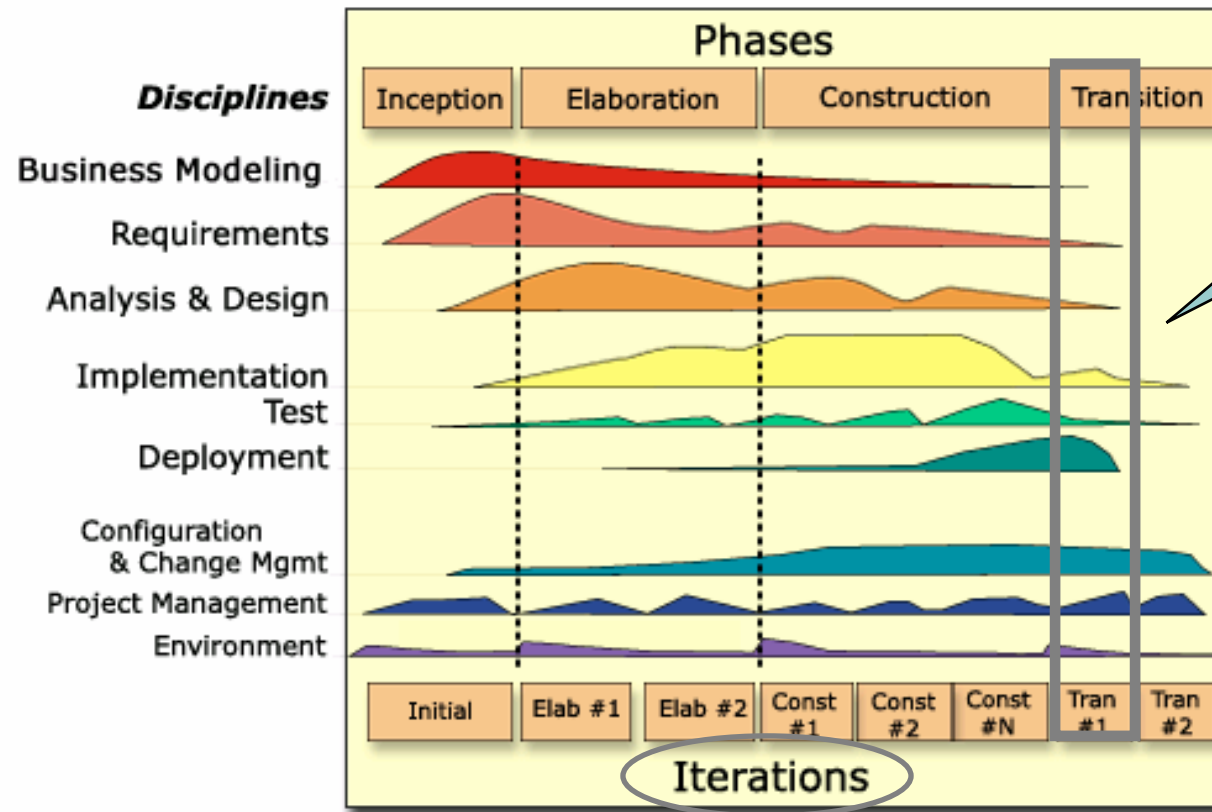 Phases
Disciplines
Inception
Elaboration
Construction
Transition
Business Modeling
Requirements
Analysis & Design
Implementation
Test
Deployment
Configuration
& Change Mgmt
Project Management
Environment
Initial
Elab #1
Elab #2
Const
#1
Const
#2
Const
#N
Tran
#1
Tran
#2
Iterations